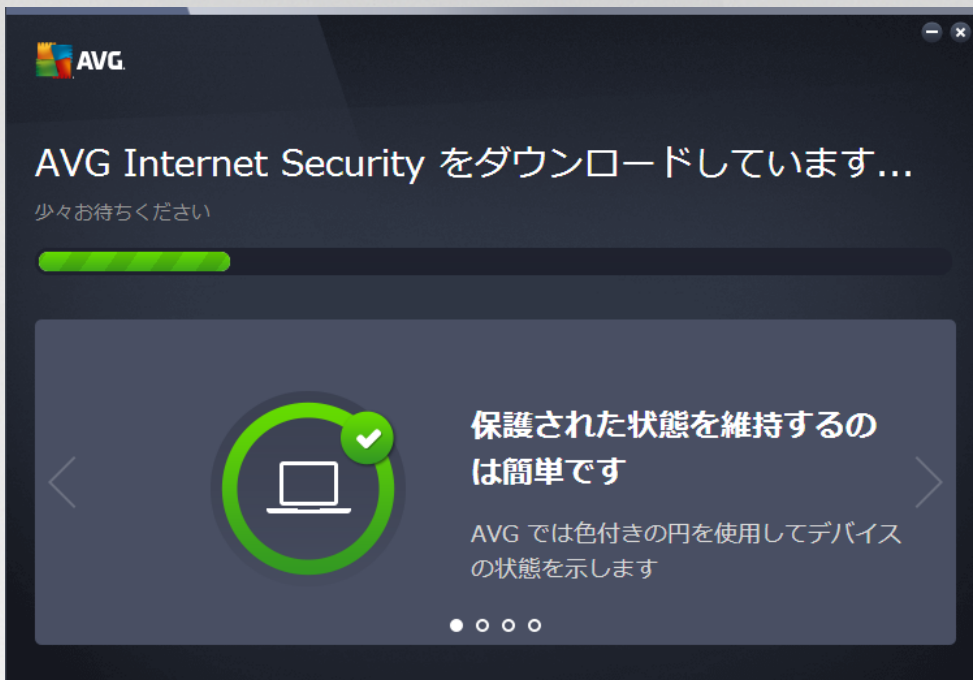 AVG.
AVG Internet Security をダウンロードしています...
少々お待ちください
保護された状態を維持するの
は簡単です
AVG では色付きの円を使用してデバイス
の状態を示します